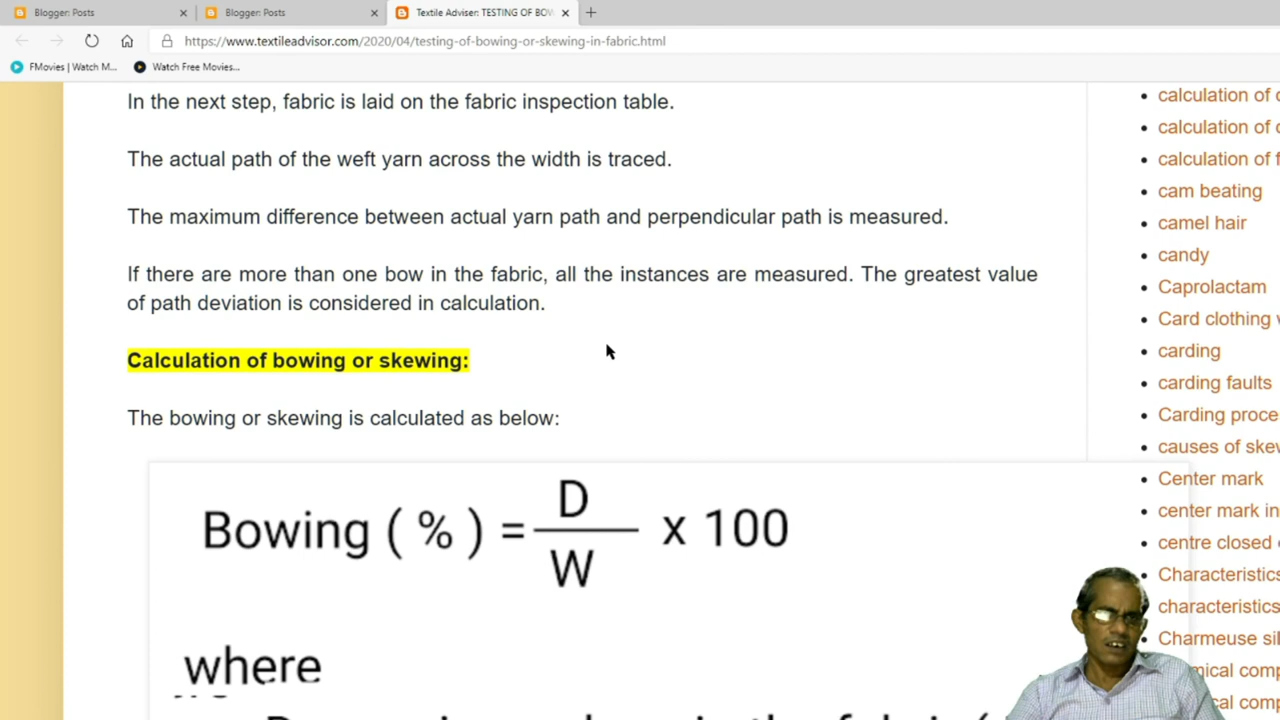 Blogger: Posts
Blogger: Posts
Textile Adviser: TESTING OF BOW
https://www.textileadvisor.com/2020/04/testing-of-bowing-or-skewing-in-fabric.html
FMovies | Watch M...
Watch Free Movies...
In the next step, fabric is laid on the fabric inspection table.
The actual path of the weft yarn across the width is traced.
The maximum difference between actual yarn path and perpendicular path is measured.
If there are more than one bow in the fabric, all the instances are measured. The greatest value
of path deviation is considered in calculation.
Calculation of bowing or skewing:
The bowing or skewing is calculated as below:
Bowing ( % ) = D / W x 100
where
calculation of
calculation of
calculation of f
cam beating
camel hair
candy
Caprolactam
Card clothing
carding
carding faults
Carding proce
causes of ske
Center mark
center mark in
centre closed
Characteristics
characteristics
Charmeuse sil
mical comp
cal comp